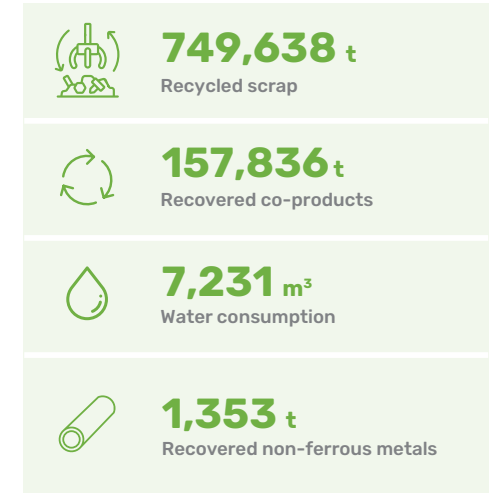 749,638 t
Recycled scrap
157,836 t
Recovered co-products
7,231 m³
Water consumption
1,353 t
Recovered non-ferrous metals